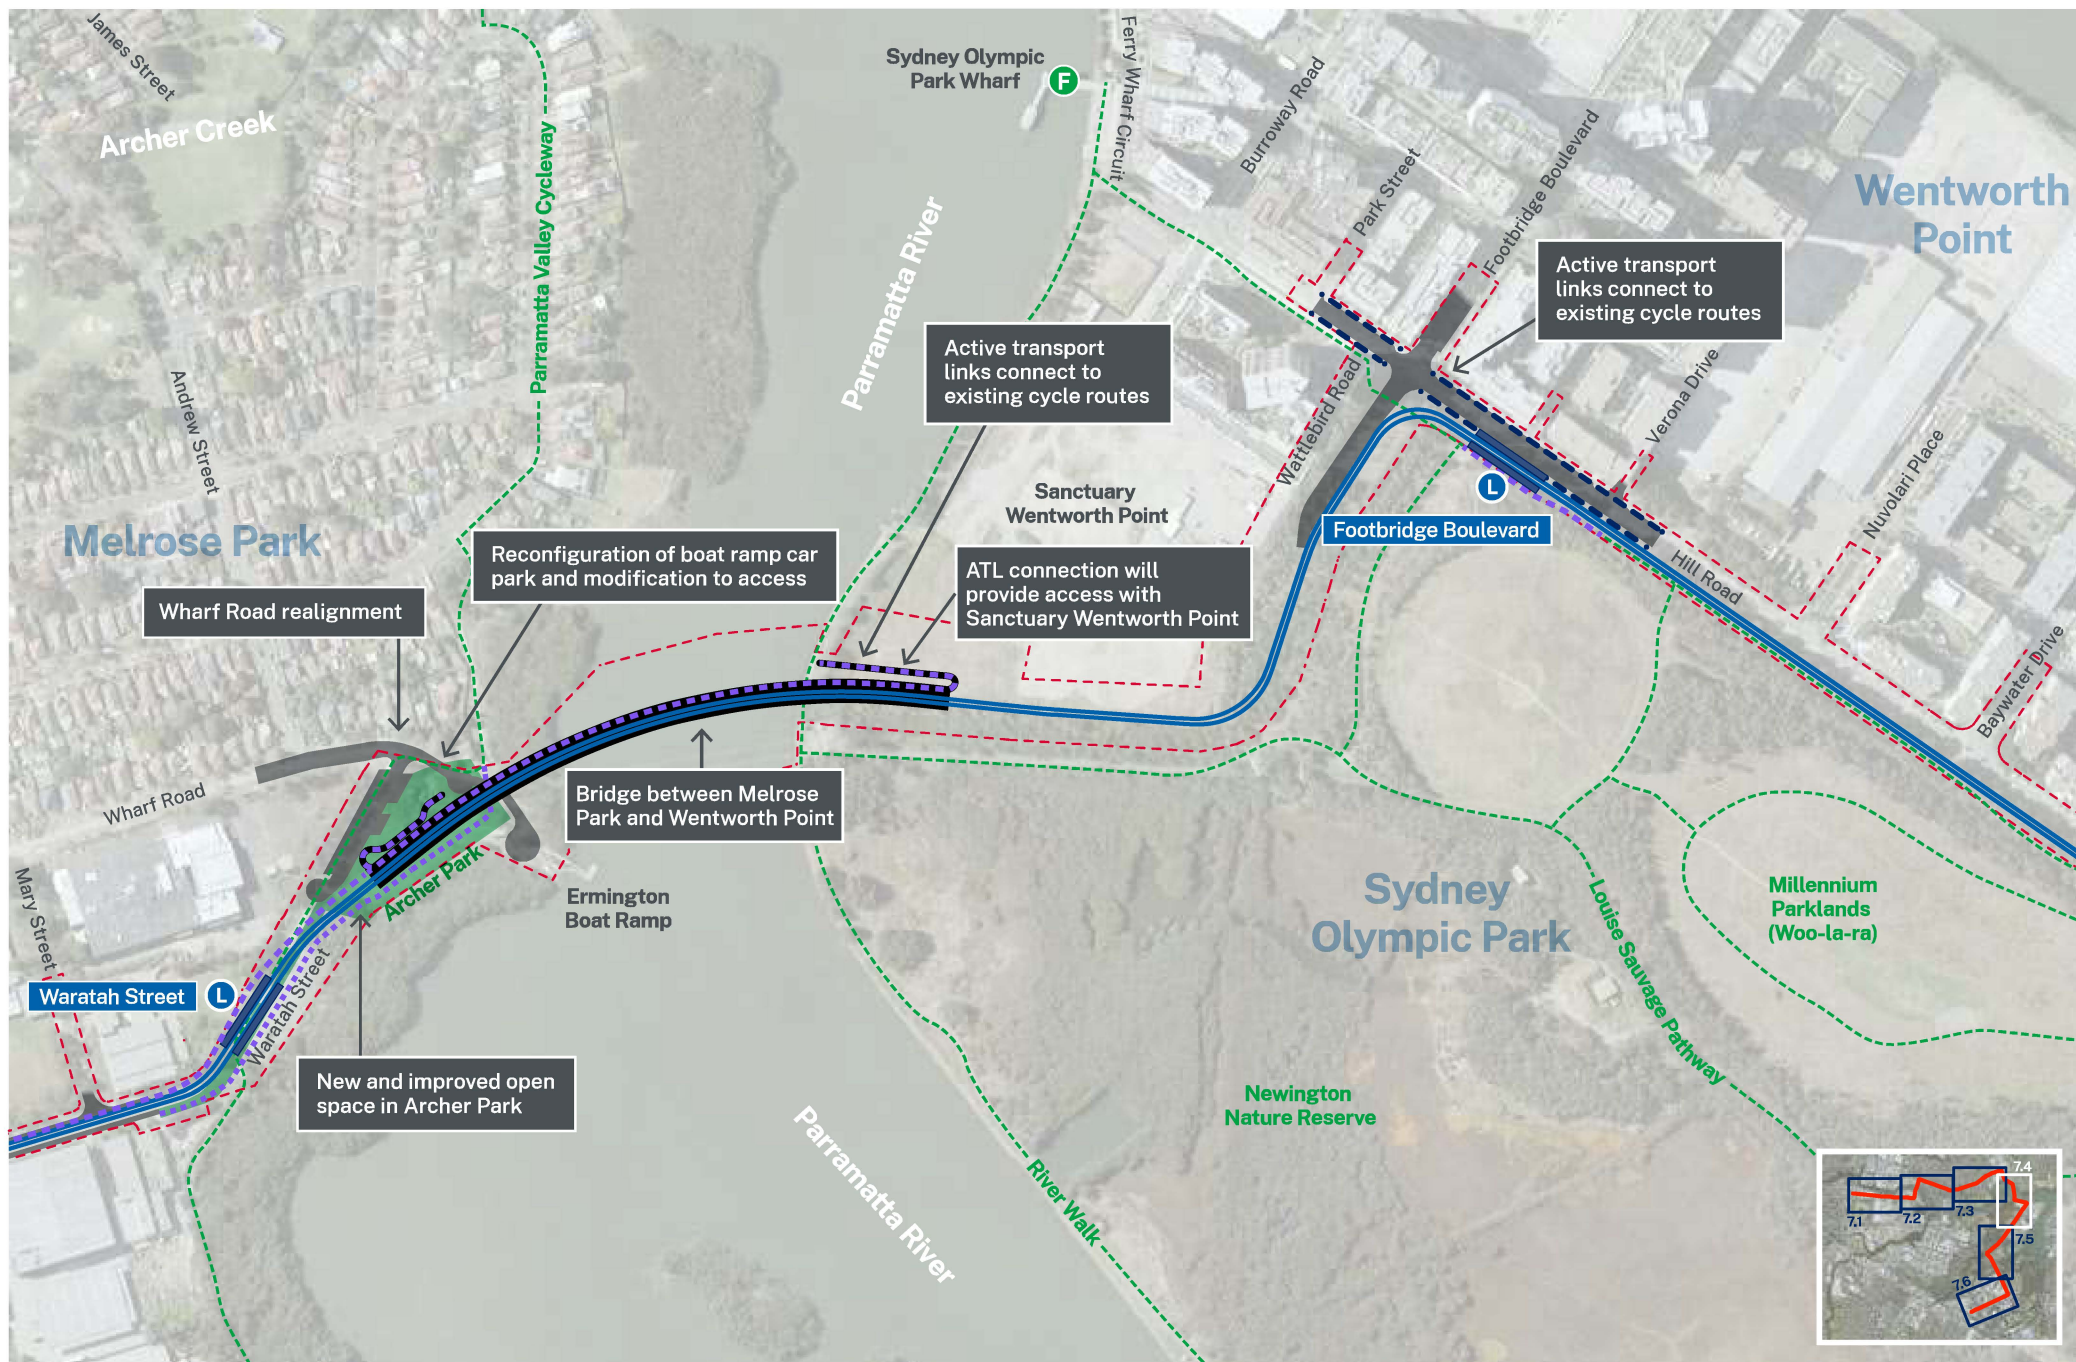 James Street
Archer Creek
Parramatta Valley Cycleway
Sydney Olympic
Park Wharf
F
Ferry Wharf Circuit
Burroway Road
Park Street
Footbridge Boulevard
Wentworth
Point
Parramatta River
Active transport
links connect to
existing cycle routes
Active transport
links connect to
existing cycle routes
Andrew Street
Wattlebird Road
Verona Drive
Nuvolari Place
Melrose Park
Sanctuary
Wentworth Point
L
Footbridge Boulevard
Reconfiguration of boat ramp car
park and modification to access
ATL connection will
provide access with
Sanctuary Wentworth Point
Hill Road
Wharf Road realignment
Baywater Drive
Wharf Road
Bridge between Melrose
Park and Wentworth Point
Archer Park
Ermington
Boat Ramp
Mary Street
Sydney
Olympic Park
Louise Sauvage Pathway
Millennium
Parklands
(Woo-la-ra)
Waratah Street
L
Waratah Street
New and improved open
space in Archer Park
Newington
Nature Reserve
Parramatta River
River Walk
7.4
7.1
7.2
7.3
7.5
7.6